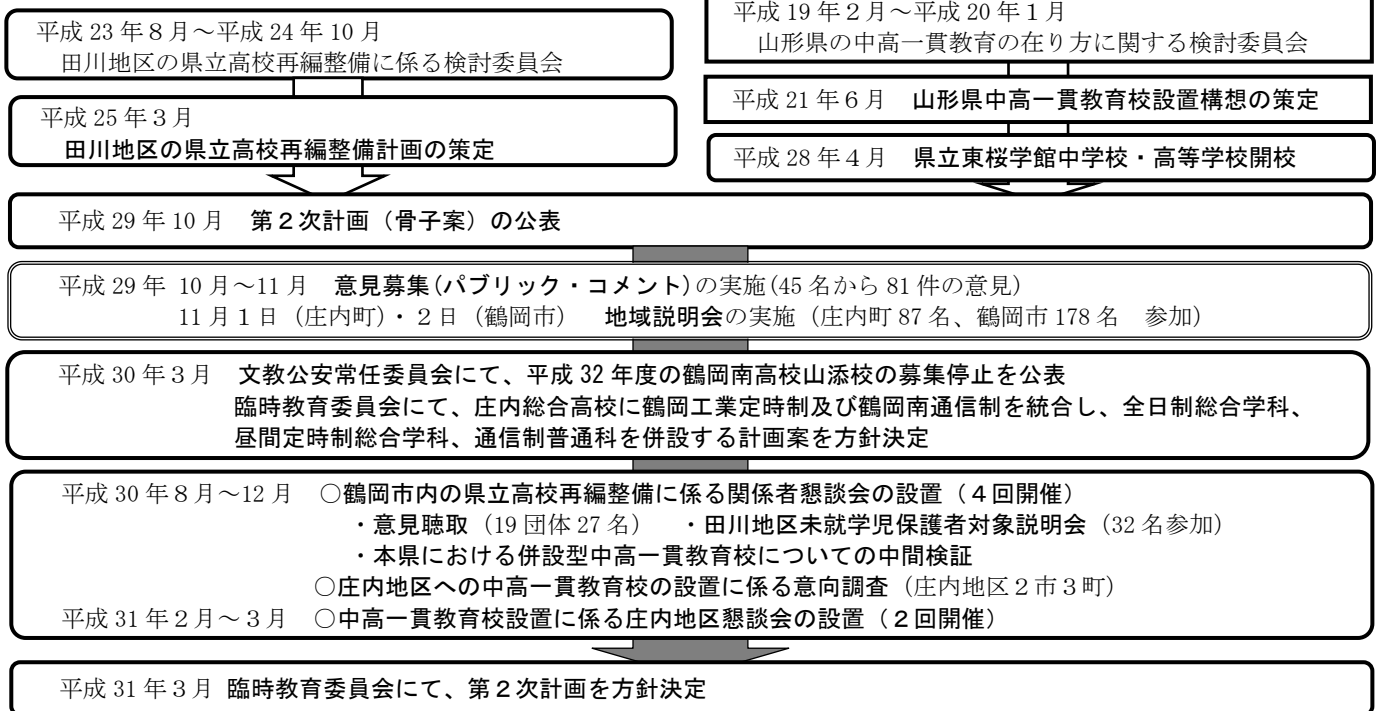 平成 23 年８月～平成 24 年 10 月
田川地区の県立高校再編整備に係る検討委員会
平成 25 年３月
田川地区の県立高校再編整備計画の策定
平成 19 年２月～平成 20 年１月
山形県の中高一貫教育の在り方に関する検討委員会
平成 21 年６月 山形県中高一貫教育校設置構想の策定
平成 28 年４月 県立東桜学館中学校・高等学校開校
平成 29 年 10 月 第２次計画（骨子案）の公表
平成 29 年 10 月～11 月 意見募集(パブリック・コメント)の実施(45 名から 81 件の意見)
11 月１日（庄内町）・２日（鶴岡市） 地域説明会の実施（庄内町 87 名、鶴岡市 178 名 参加）
平成 30 年３月 文教公安常任委員会にて、平成 32 年度の鶴岡南高校山添校の募集停止を公表
臨時教育委員会にて、庄内総合高校に鶴岡工業定時制及び鶴岡南通信制を統合し、全日制総合学科、
昼間定時制総合学科、通信制普通科を併設する計画案を方針決定
平成 30 年８月～12 月 ○鶴岡市内の県立高校再編整備に係る関係者懇談会の設置（４回開催）
・意見聴取（19 団体 27 名） ・田川地区未就学児保護者対象説明会（32 名参加）
・本県における併設型中高一貫教育校についての中間検証
○庄内地区への中高一貫教育校の設置に係る意向調査（庄内地区２市３町）
平成 31 年２月～３月 ○中高一貫教育校設置に係る庄内地区懇談会の設置（２回開催）
平成 31 年３月 臨時教育委員会にて、第２次計画を方針決定